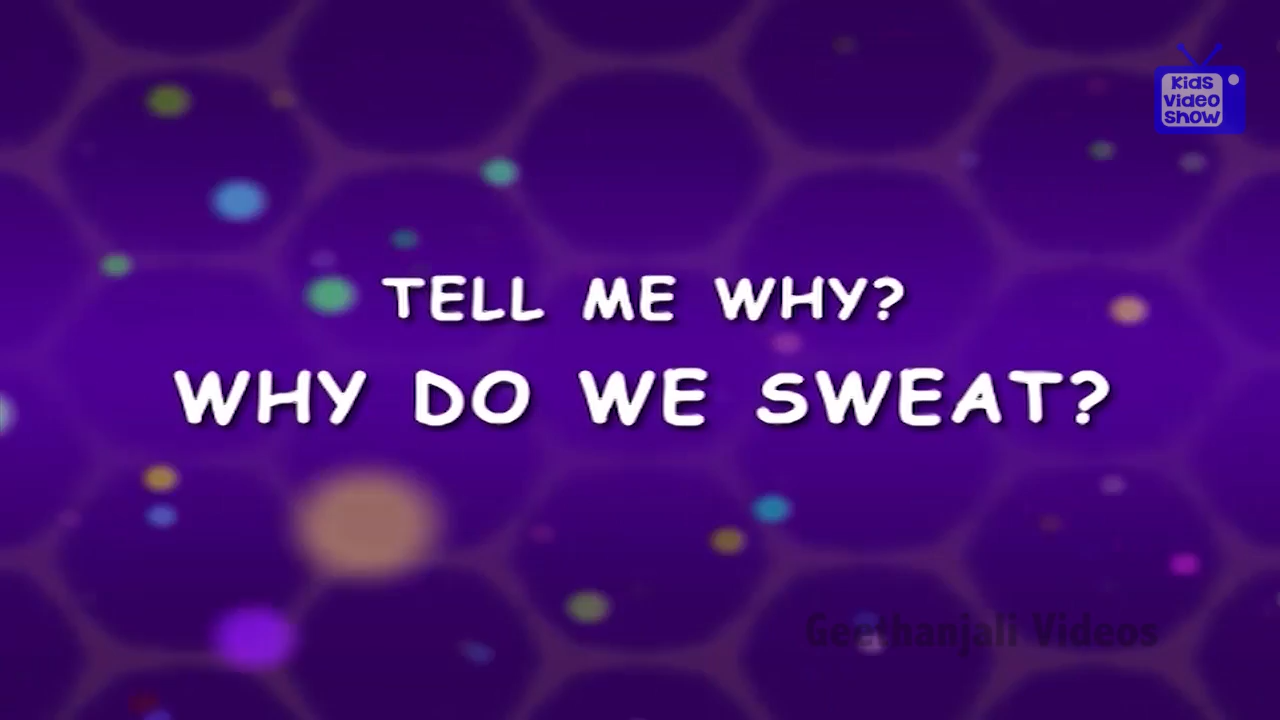 Kids
Video
Show
TELL ME WHY?
WHY DO WE SWEAT?
Geethanjali Videos